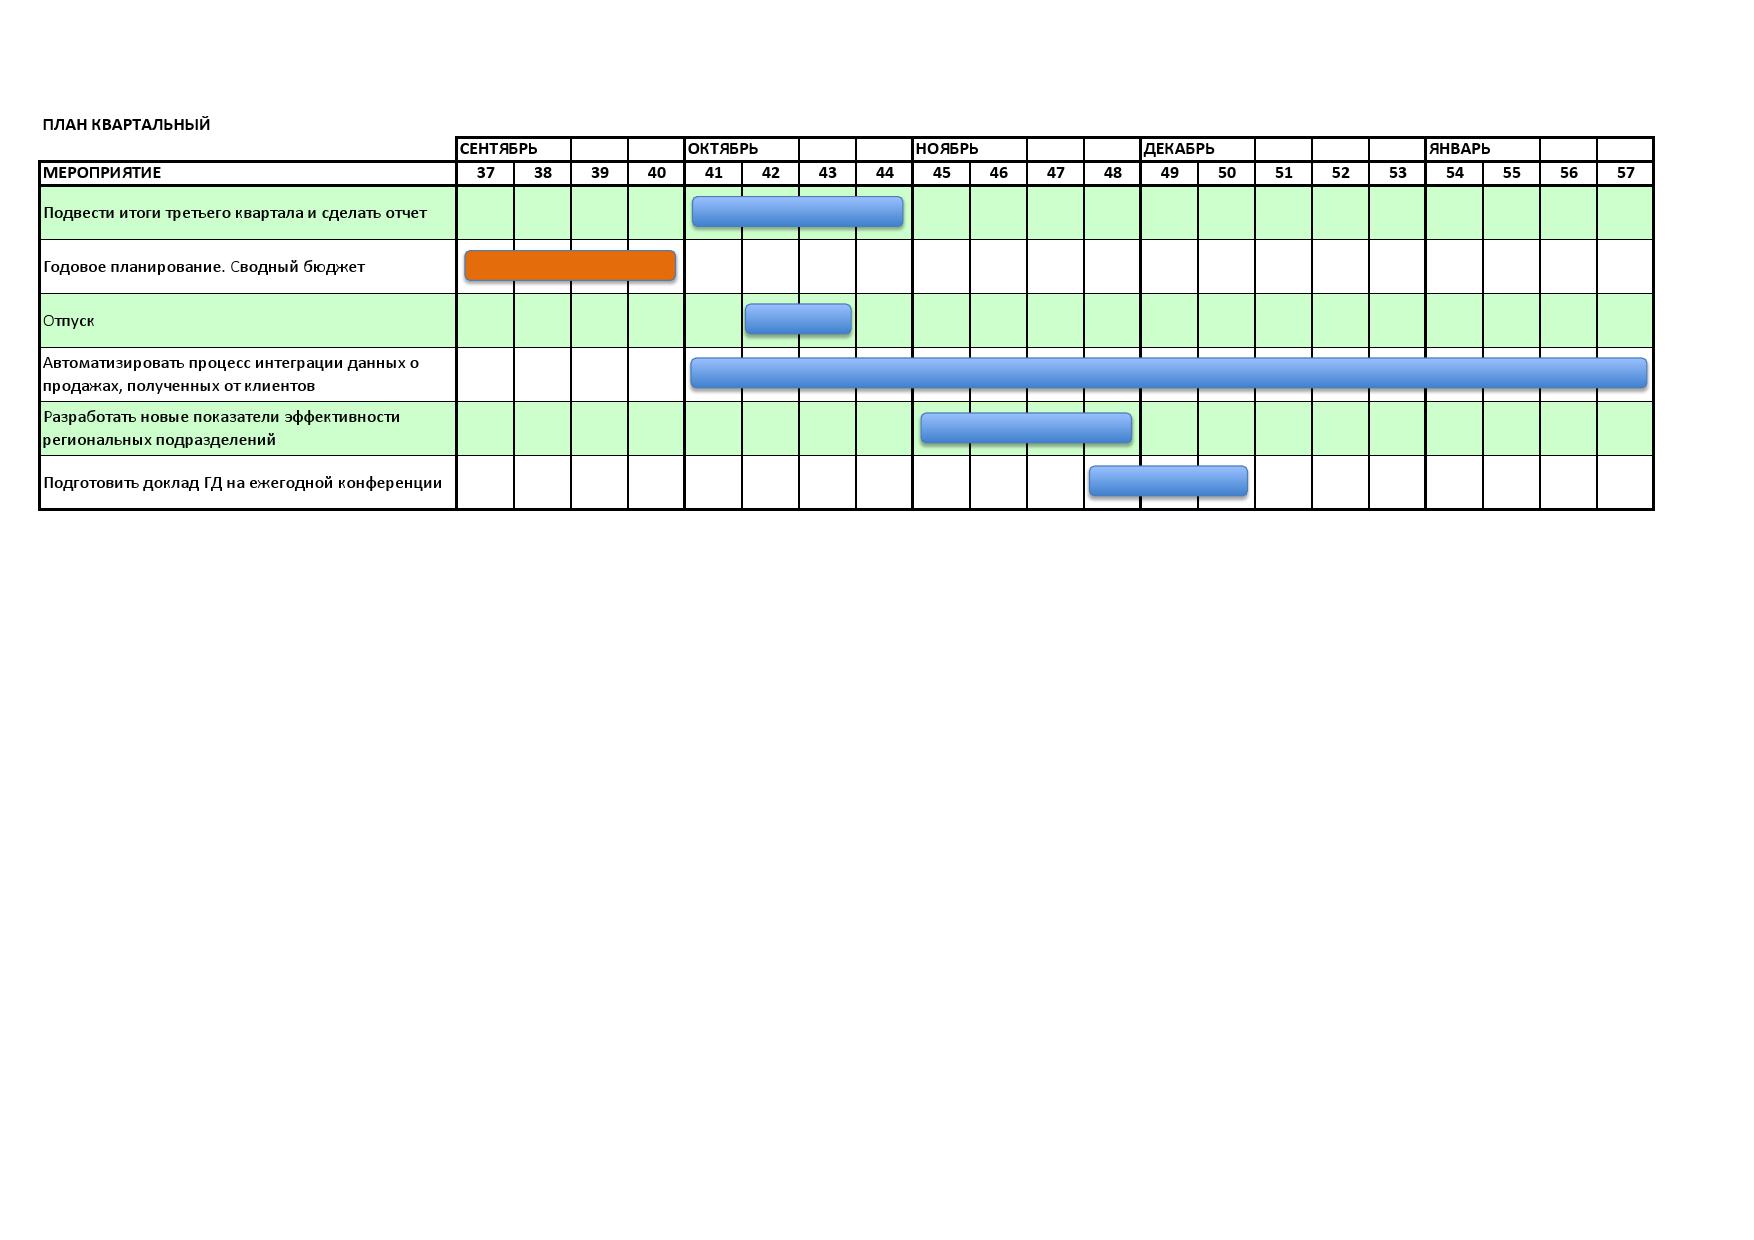 ПЛАН КВАРТАЛЬНЫЙ
СЕНТЯБРЬ ОКТЯБРЬ НОЯБРЬ ДЕКАБРЬ ЯНВАРЬ
МЕРОПРИЯТИЕ 37 38 39 40 41 42 43 44 45 46 47 48 49 50 51 52 53 54 55 56 57
Подвести итоги третьего квартала и сделать отчет
Годовое планирование. Сводный бюджет
Отпуск
Автоматизировать процесс интеграции данных о
продажах, полученных от клиентов
Разработать новые показатели эффективности
региональных подразделений
Подготовить доклад ГД на ежегодной конференции